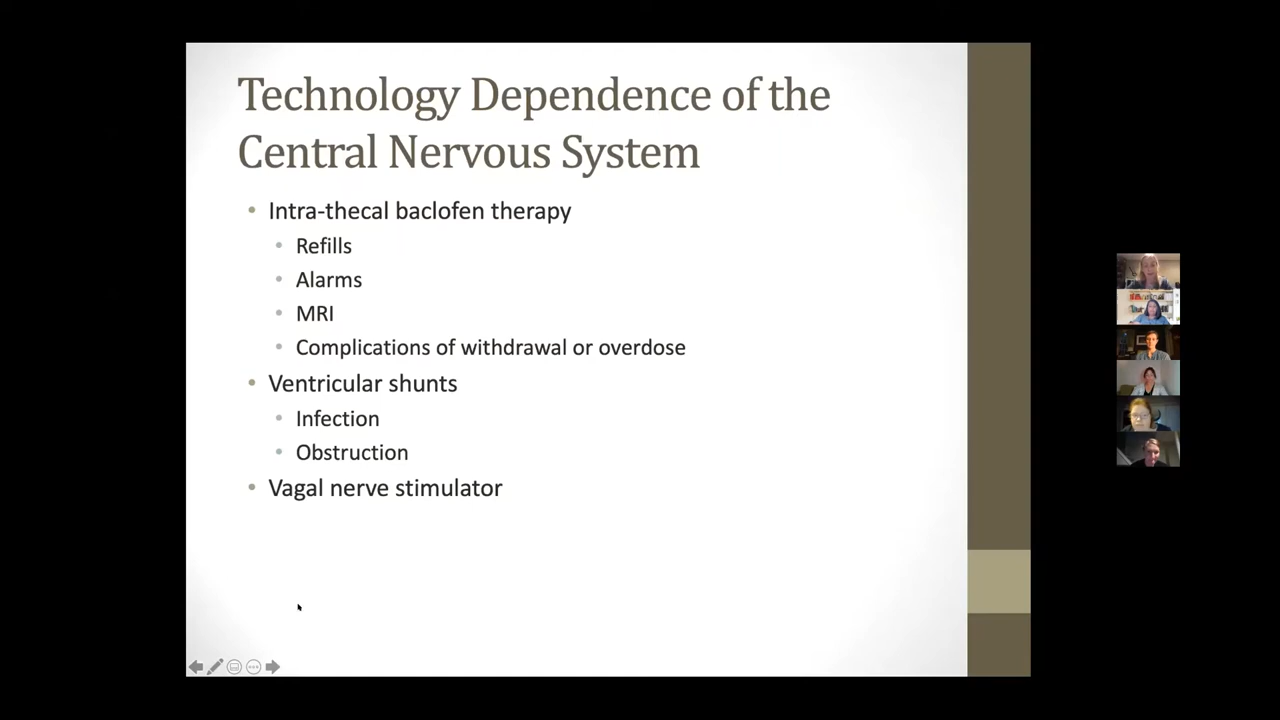 Technology Dependence of the
Central Nervous System
• Intra-thecal baclofen therapy
• Refills
• Alarms
• MRI
• Complications of withdrawal or overdose
• Ventricular shunts
• Infection
• Obstruction
• Vagal nerve stimulator